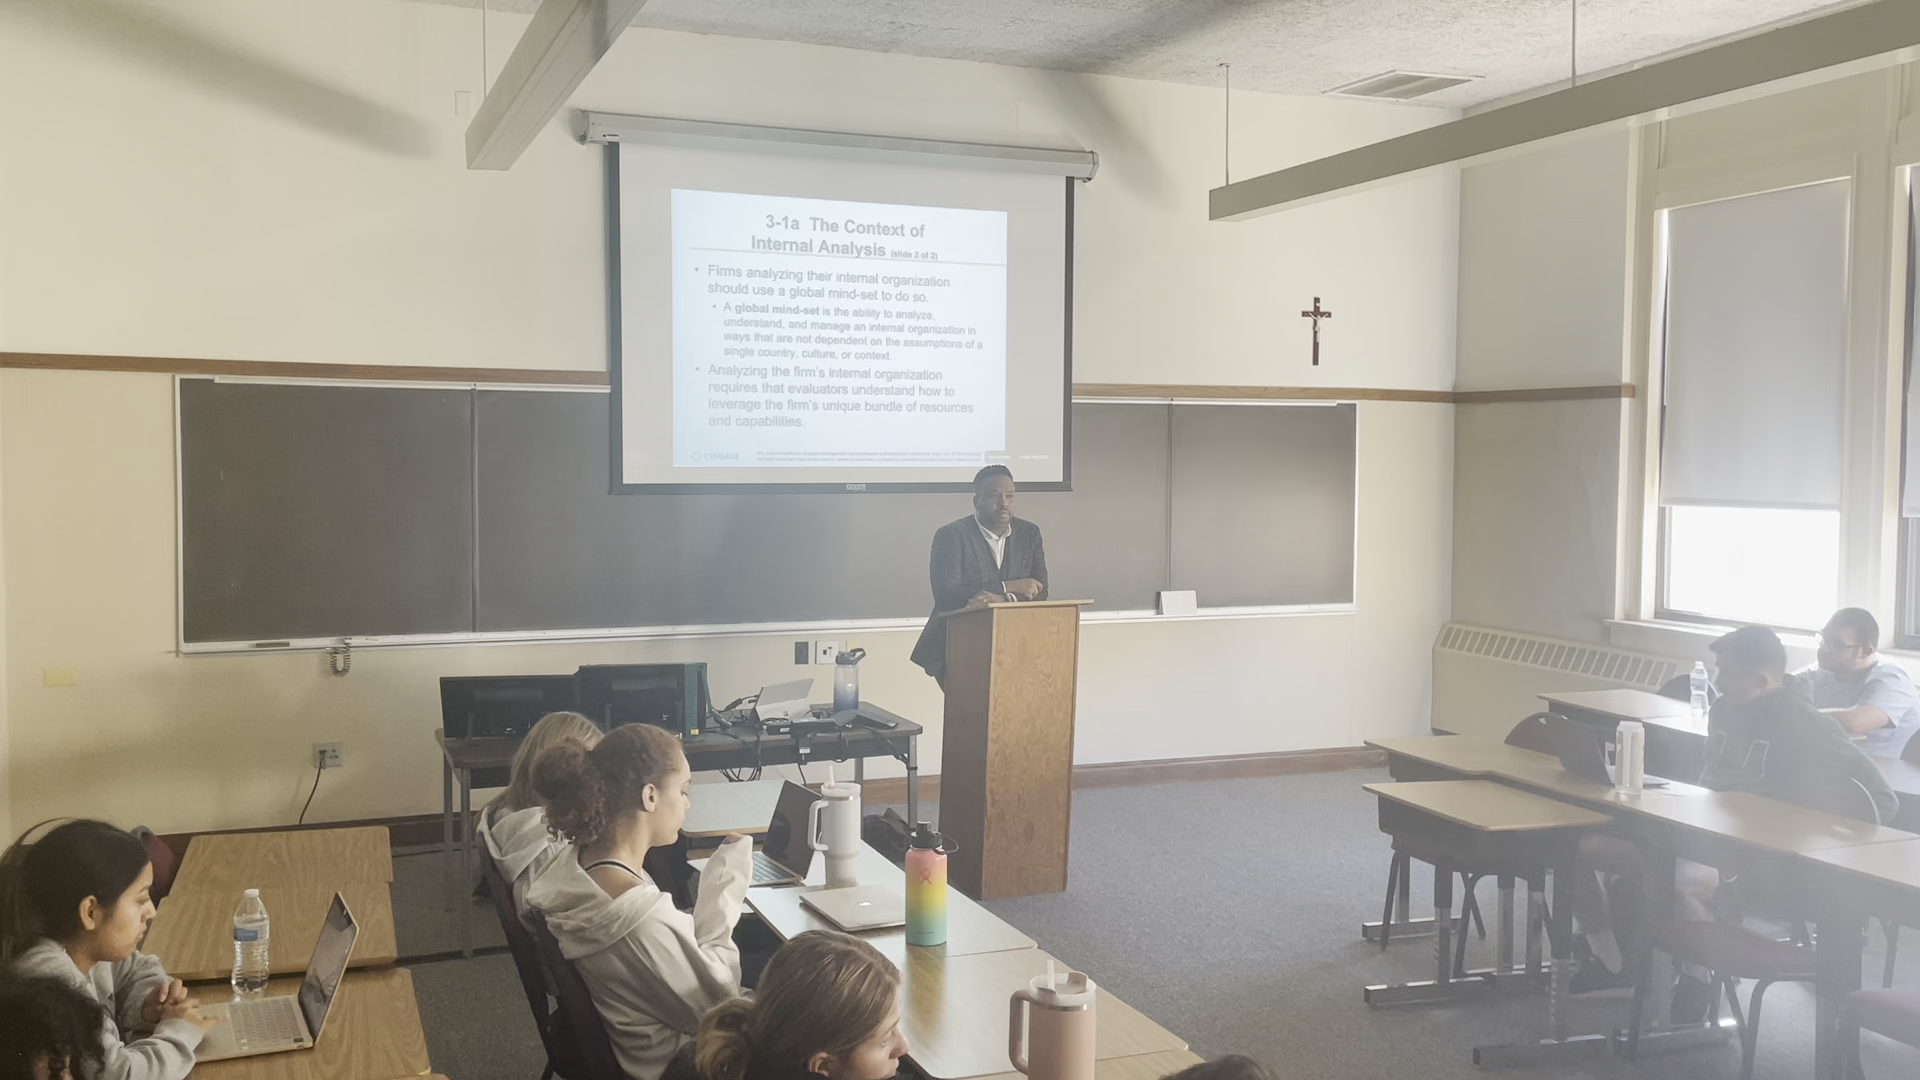 3-1a The Context of
Internal Analysis (slide 2 of 2)
• Firms analyzing their internal organization
should use a global mind-set to do so.
• A global mind-set is the ability to analyze,
understand, and manage an internal organization in
ways that are not dependent on the assumptions of a
single country, culture, or context.
• Analyzing the firm's internal organization
requires that evaluators understand how to
leverage the firm's unique bundle of resources
and capabilities.
CENGAGE